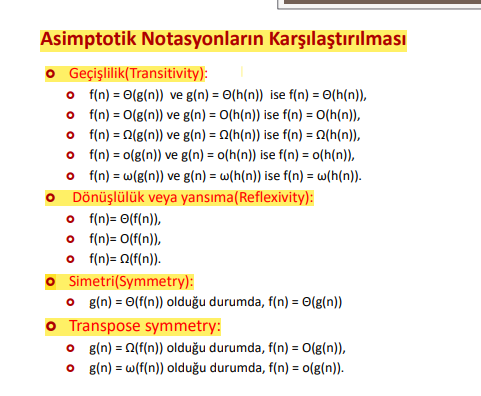 Asimptotik Notasyonların Karşılaştırılması
Geçişlilik(Transitivity):
f(n) = Θ(g(n)) ve g(n) = Θ(h(n)) ise f(n) = Θ(h(n)),
f(n) = O(g(n)) ve g(n) = O(h(n)) ise f(n) = O(h(n)),
f(n) = Ω(g(n)) ve g(n) = Ω(h(n)) ise f(n) = Ω(h(n)),
f(n) = o(g(n)) ve g(n) = o(h(n)) ise f(n) = o(h(n)),
f(n) = ω(g(n)) ve g(n) = ω(h(n)) ise f(n) = ω(h(n)).
Dönüşlülük veya yansıma(Reflexivity):
f(n)= Θ(f(n)),
f(n)= O(f(n)),
f(n)= Ω(f(n)).
Simetri(Symmetry):
g(n) = Θ(f(n)) olduğu durumda, f(n) = Θ(g(n))
Transpose symmetry:
g(n) = Ω(f(n)) olduğu durumda, f(n) = O(g(n)),
g(n) = ω(f(n)) olduğu durumda, f(n) = o(g(n)).